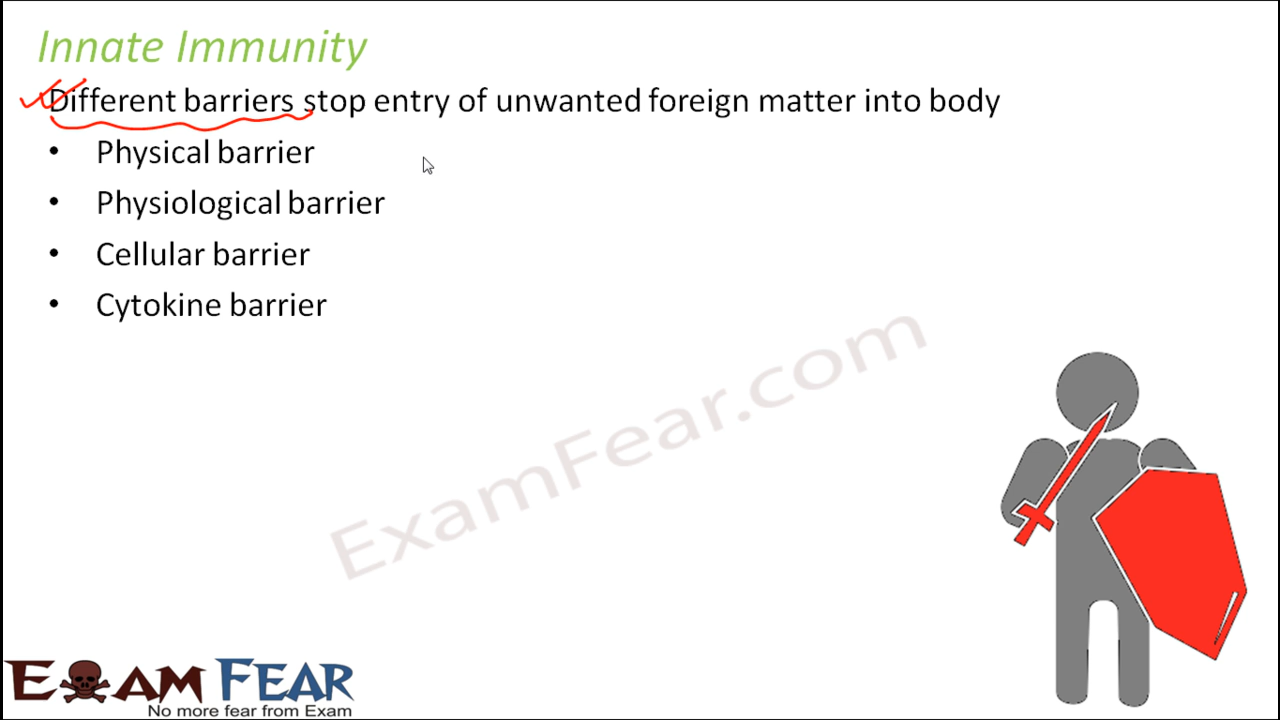 Innate Immunity
Different barriers stop entry of unwanted foreign matter into body
• Physical barrier
• Physiological barrier
• Cellular barrier
• Cytokine barrier
ExamFear.com
EXAM FEAR
No more fear from Exam